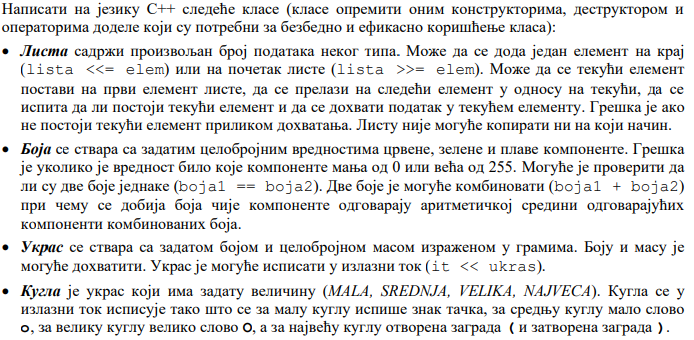 Написати на језику C++ следеће класе (класе опремити оним конструкторима, деструктором и
операторима доделе који су потребни за безбедно и ефикасно коришћење класа):
• Листа садржи произвољан број података неког типа. Може да се дода један елемент на крај
(lista <<= elem) или на почетак листе (lista >>= elem). Може да се текући елемент
постави на први елемент листе, да се прелази на следећи елемент у односу на текући, да се
испита да ли постоји текући елемент и да се дохвати податак у текућем елементу. Грешка је ако
не постоји текући елемент приликом дохватања. Листу није могуће копирати ни на који начин.
• Боја се ствара са задатим целобројним вредностима црвене, зелене и плаве компоненте. Грешка
је уколико је вредност било које компоненте мања од 0 или већа од 255. Могуће је проверити да
ли су две боје једнаке (boja1 == boja2). Две боје је могуће комбиновати (boja1 + boja2)
при чему се добија боја чије компоненте одговарају аритметичкој средини одговарајућих
компоненти комбинованих боја.
• Украс се ствара са задатом бојом и целобројном масом израженом у грамима. Боју и масу је
могуће дохватити. Украс је могуће исписати у излазни ток (it << ukras).
• Кугла је украс који има задату величину (MALA, SREDNJA, VELIKA, NAJVECA). Кугла се у
излазни ток исписује тако што се за малу куглу испише знак тачка, за средњу куглу мало слово
o, за велику куглу велико слово O, а за највећу куглу отворена заграда ( и затворена заграда ).